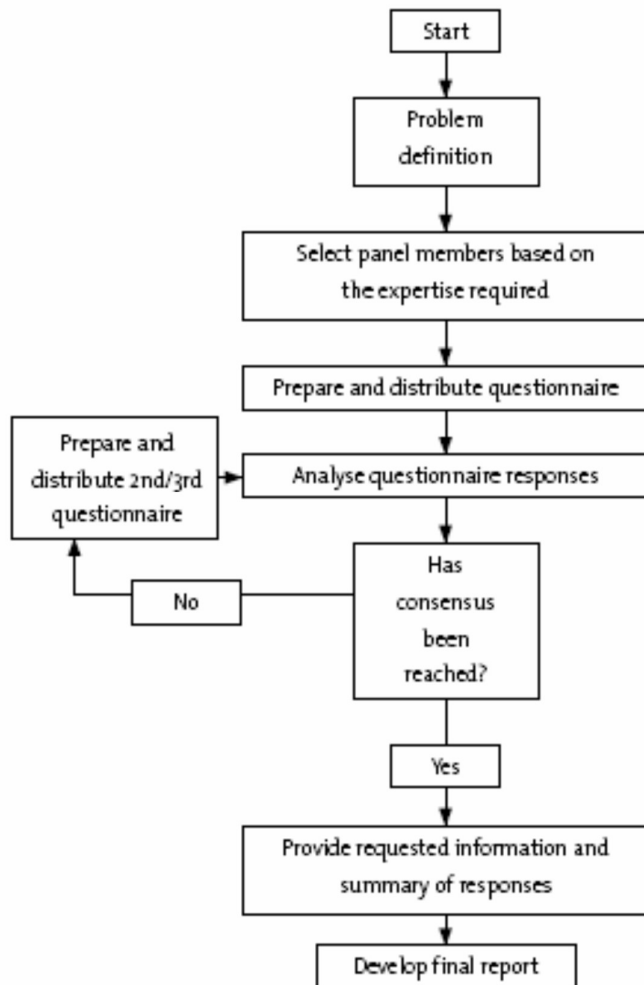 Start
Problem
definition
Select panel members based on
the expertise required
Prepare and distribute questionnaire
Prepare and
distribute 2nd/3rd
questionnaire
Analyse questionnaire responses
Has
consensus
been
reached?
No
Yes
Provide requested information and
summary of responses
Develop final report